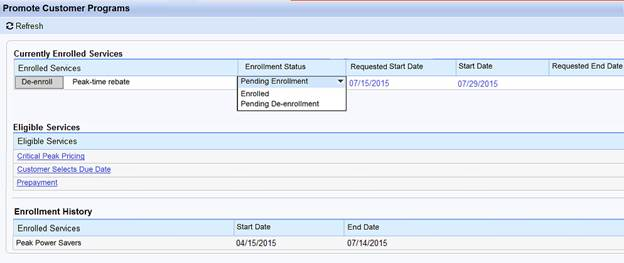 Promote Customer Programs
Refresh
Currently Enrolled Services
Enrolled Services Enrollment Status Requested Start Date Start Date Requested End Date
De-enroll Peak-time rebate Pending Enrollment 07/15/2015 07/29/2015
Enrolled
Pending De-enrollment
Eligible Services
Eligible Services
Critical Peak Pricing
Customer Selects Due Date
Prepayment
Enrollment History
Enrolled Services Start Date End Date
Peak Power Savers 04/15/2015 07/14/2015